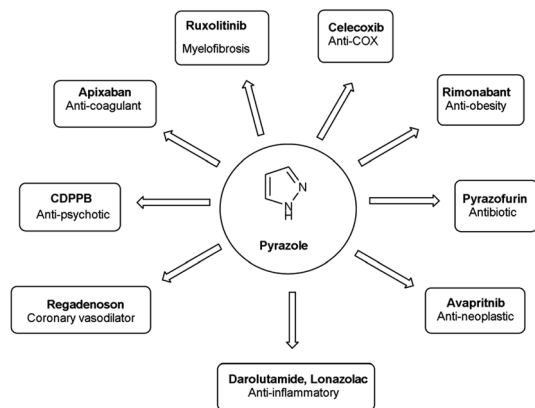 Ruxolitinib
Myelofibrosis
Celecoxib
Anti-COX
Apixaban
Anti-coagulant
Rimonabant
Anti-obesity
CDPPB
Anti-psychotic
N
N
H
Pyrazole
Pyrazofurin
Antibiotic
Regadenoson
Coronary vasodilator
Avapritnib
Anti-neoplastic
Darolutamide, Lonazolac
Anti-inflammatory